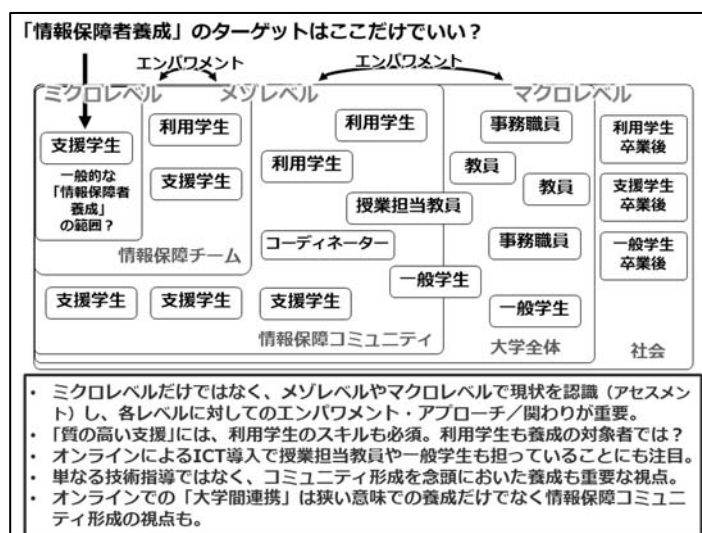 「情報保障者養成」のターゲットはここだけでいい？
エンパワメント
エンパワメント
ミクロレベル
メゾレベル
マクロレベル
支援学生
一般的な
「情報保障者
養成」
の範囲？
利用学生
支援学生
情報保障チーム
利用学生
利用学生
授業担当教員
コーディネーター
一般学生
支援学生
支援学生
支援学生
情報保障コミュニティ
事務職員
教員
教員
事務職員
一般学生
大学全体
利用学生
卒業後
支援学生
卒業後
一般学生
卒業後
社会
・ ミクロレベルだけではなく、メゾレベルやマクロレベルで現状を認識（アセスメン
ト）し、各レベルに対してのエンパワメント・アプローチ／関わりが重要。
・ 「質の高い支援」には、利用学生のスキルも必須。利用学生も養成の対象者では？
・ オンラインによるICT導入で授業担当教員や一般学生も担っていることにも注目。
・ 単なる技術指導ではなく、コミュニティ形成を念頭においた養成も重要な視点。
・ オンラインでの「大学間連携」は狭い意味での養成だけでなく情報保障コミュニ
ティ形成の視点も。